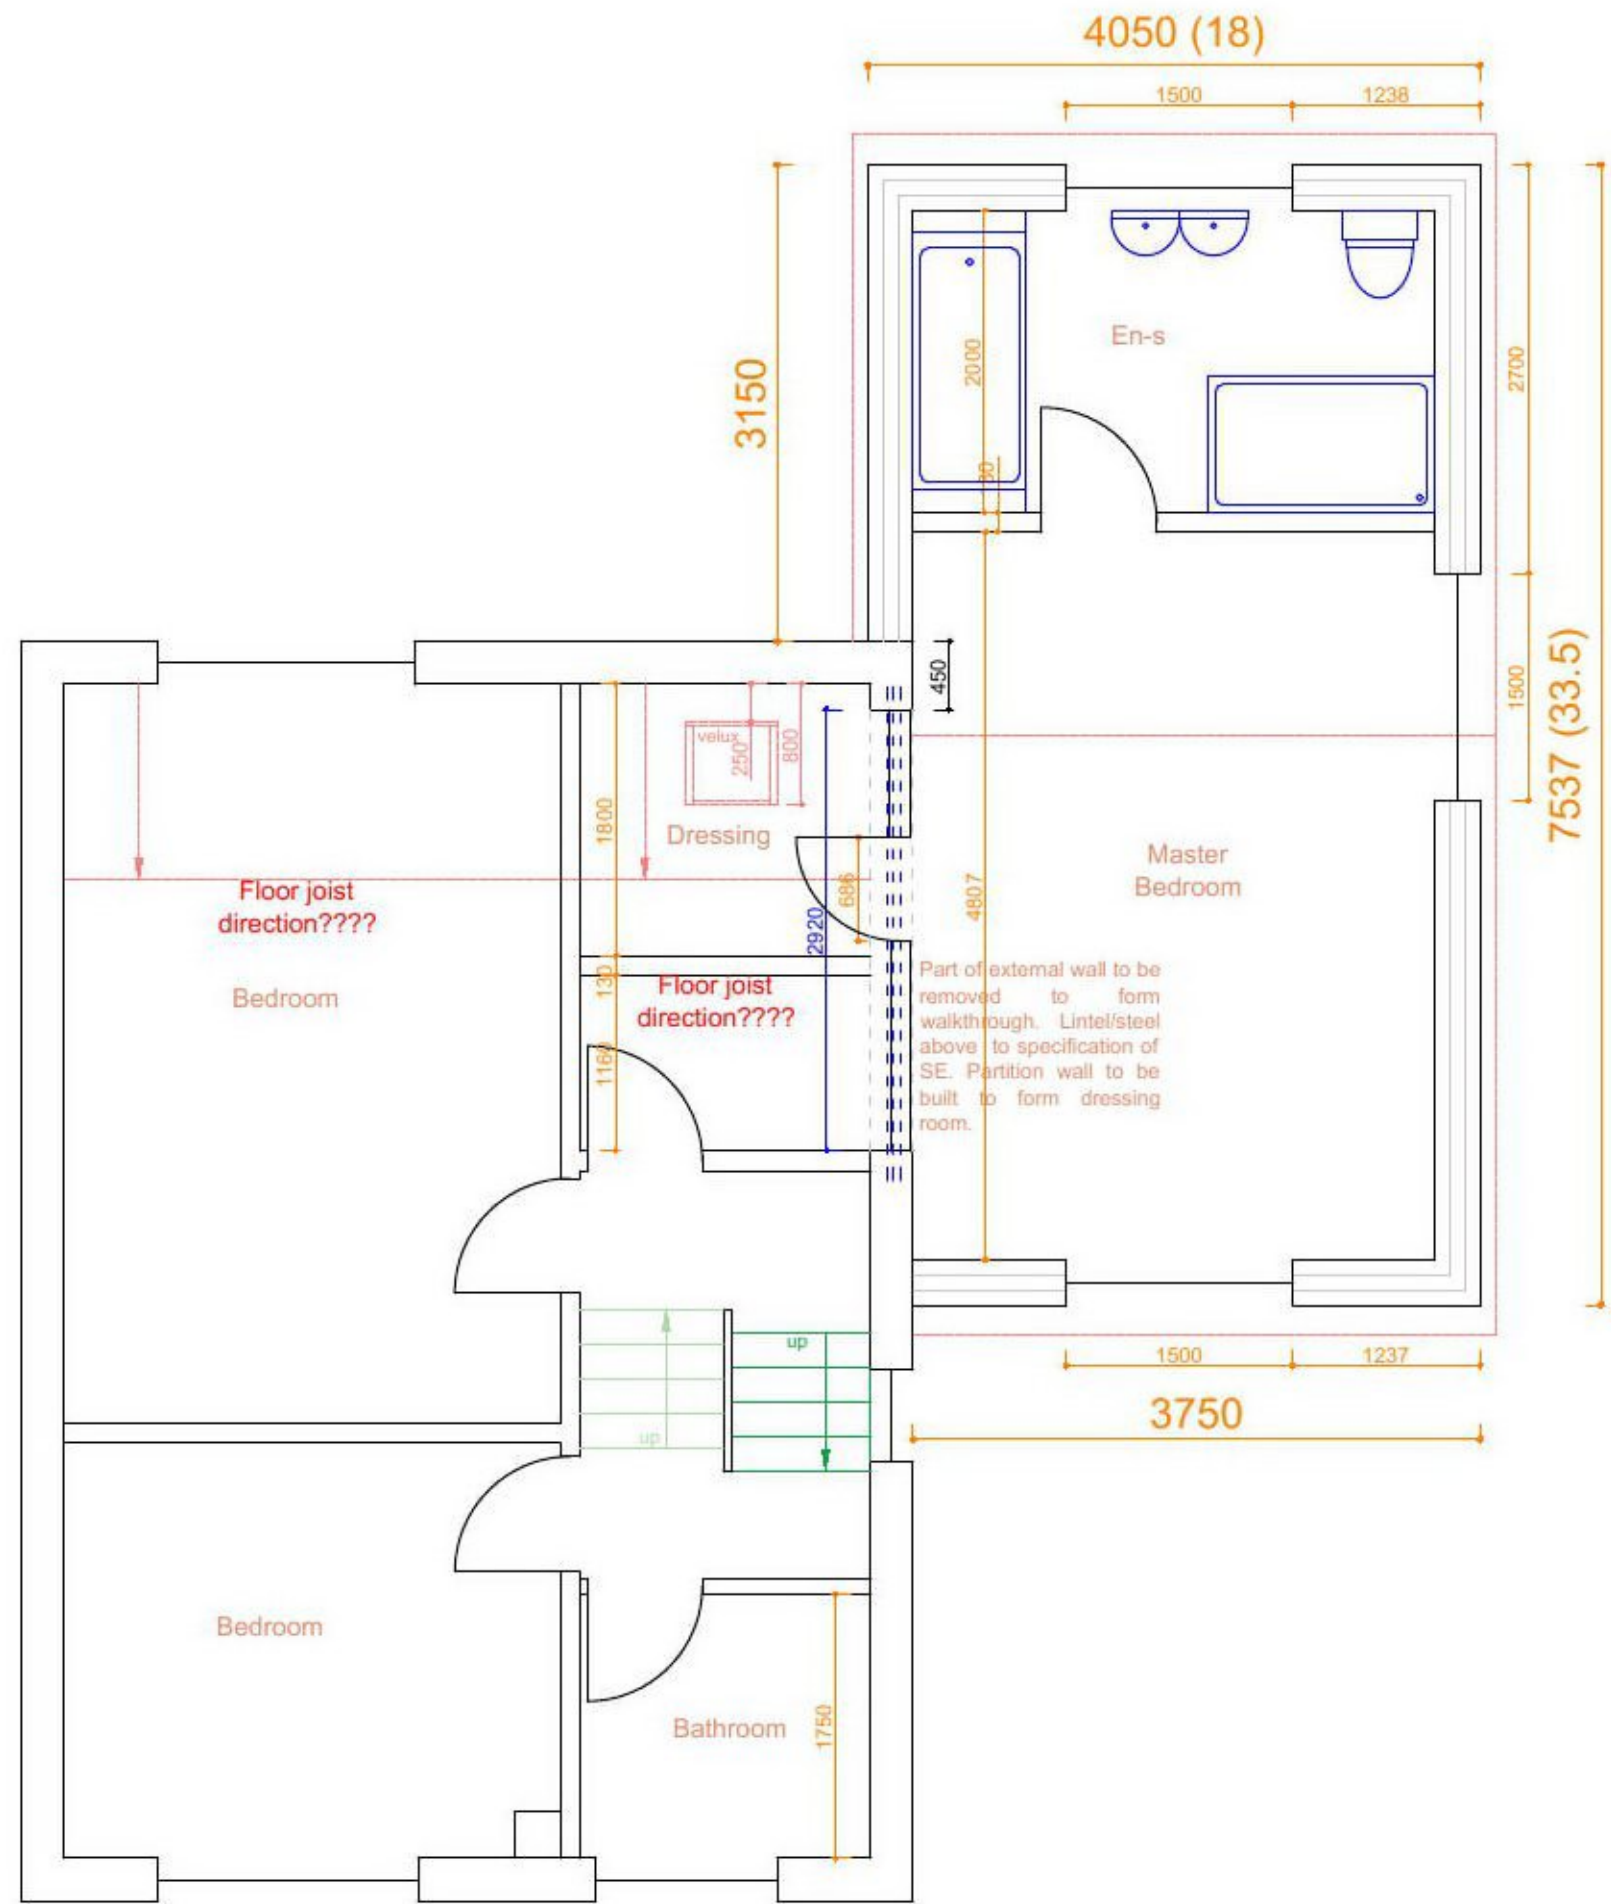 4050 (18)
1500
1238
3150
2000
En-s
2700
450
1500
7537 (33.5)
velux
250
800
1800
Dressing
686
4807
Master
Bedroom
Floor joist
direction????
2920
Bedroom
130
Floor joist
direction????
1160
Part of external wall to be
removed to form
walkthrough. Lintel/steel
above to specification of
SE. Partition wall to be
built to form dressing
room.
up
up
1500
1237
3750
Bedroom
Bathroom
1750